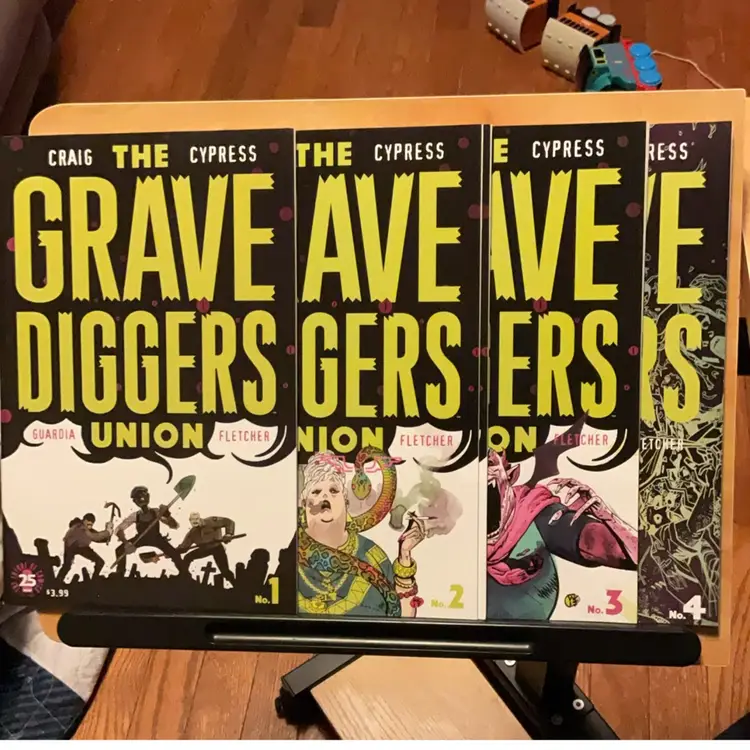 CRAIG THE CYPRESS
GRAVE
DIGGERS
GUARDIA UNION FLETCHER
25
$3.99
No.1
THE CYPRESS
AVE
GERS
NION FLETCHER
No.2
E CYPRESS
AVE
ERS
ON FLETCHER
No.3
RESS
VE
RS
ETCHER
No.4